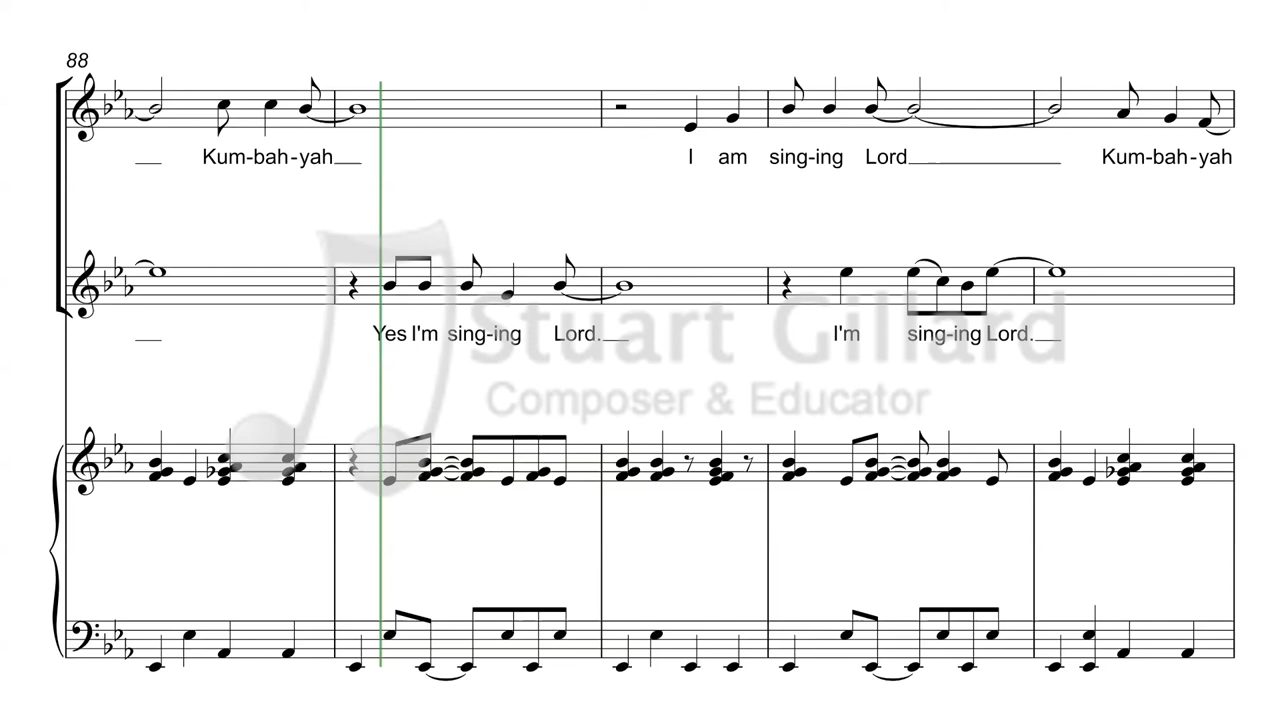 88
Kum-bah-yah
I am sing-ing Lord Kum-bah-yah
Yes I'm sing-ing Lord. I'm sing-ing Lord.
Stuart Gillard
Composer & Educator